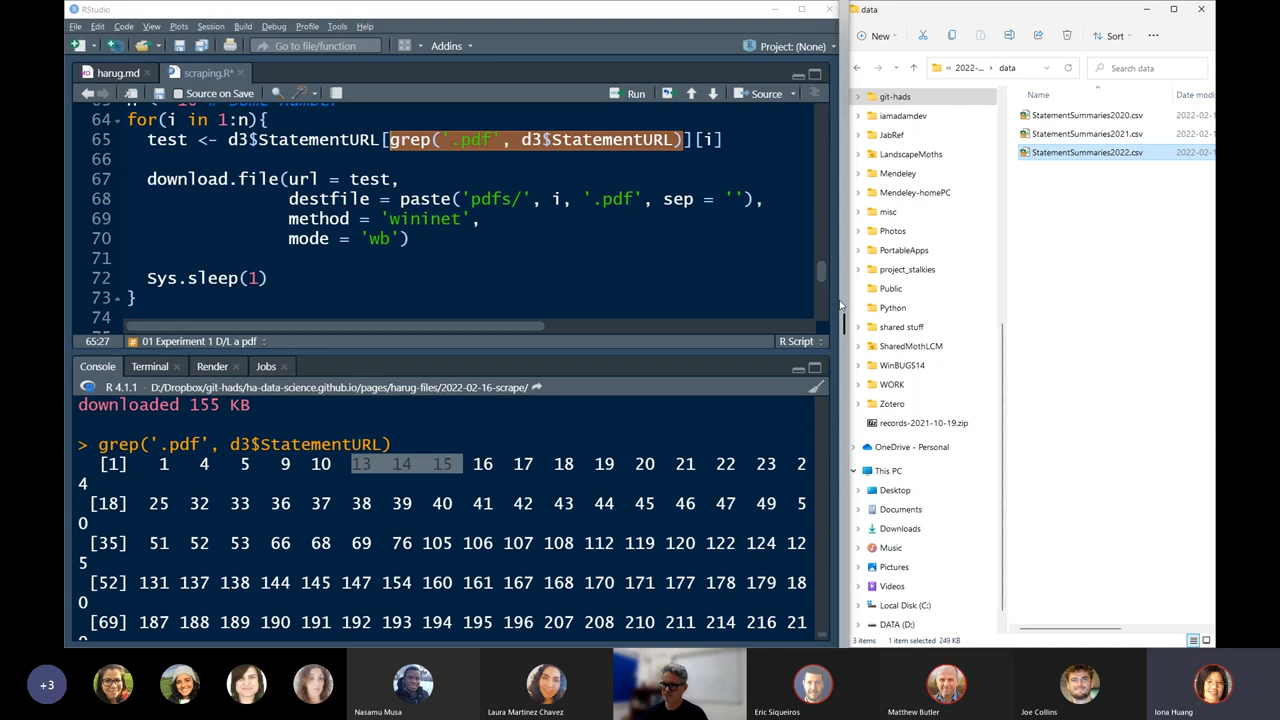 RStudio
File Edit Code View Plots Session Build Debug Profile Tools Help
Go to file/function
Addins
Project: (None)
harug.md
scraping.R*
Source on Save
Run
Source
64 for(i in 1:n){
65 test <- d3$StatementURL[grep('.pdf', d3$StatementURL)][i]
66
67 download.file(url = test,
68 destfile = paste('pdfs/', i, '.pdf', sep = ''),
69 method = 'wininet',
70 mode = 'wb')
71
72 Sys.sleep(1)
73 }
74
65:27 # 01 Experiment 1 D/L a pdf R Script
Console Terminal Render Jobs
R 4.1.1 · D:/Dropbox/git-hads/ha-data-science.github.io/pages/harug-files/2022-02-16-scrape/
downloaded 155 KB
> grep('.pdf', d3$StatementURL)
[1] 1 4 5 9 10 13 14 15 16 17 18 19 20 21 22 23 2
4
[18] 25 32 33 36 37 38 39 40 41 42 43 44 46 47 49 5
0
[35] 51 52 53 66 68 69 76 105 106 107 108 112 119 120 122 124 12
5
[52] 131 137 138 144 145 147 154 160 161 167 168 170 171 177 178 179 18
0
[69] 187 188 189 190 191 192 193 194 195 196 207 208 210 211 214 216 21
data
New
Sort
« 2022-... › data
Search data
git-hads
iamadamdev
JabRef
LandscapeMoths
Mendeley
Mendeley-homePC
misc
Photos
PortableApps
project_stalkies
Public
Python
shared stuff
SharedMothLCM
WinBUGS14
WORK
Zotero
records-2021-10-19.zip
OneDrive - Personal
This PC
Desktop
Documents
Downloads
Music
Pictures
Videos
Local Disk (C:)
DATA (D:)
Name Date modi
StatementSummaries2020.csv 2022-02-1
StatementSummaries2021.csv 2022-02-1
StatementSummaries2022.csv 2022-02-1
3 items 1 item selected 249 KB
+3
Nasamu Musa
Laura Martinez Chavez
Eric Siqueiros
Matthew Butler
Joe Collins
Iona Huang